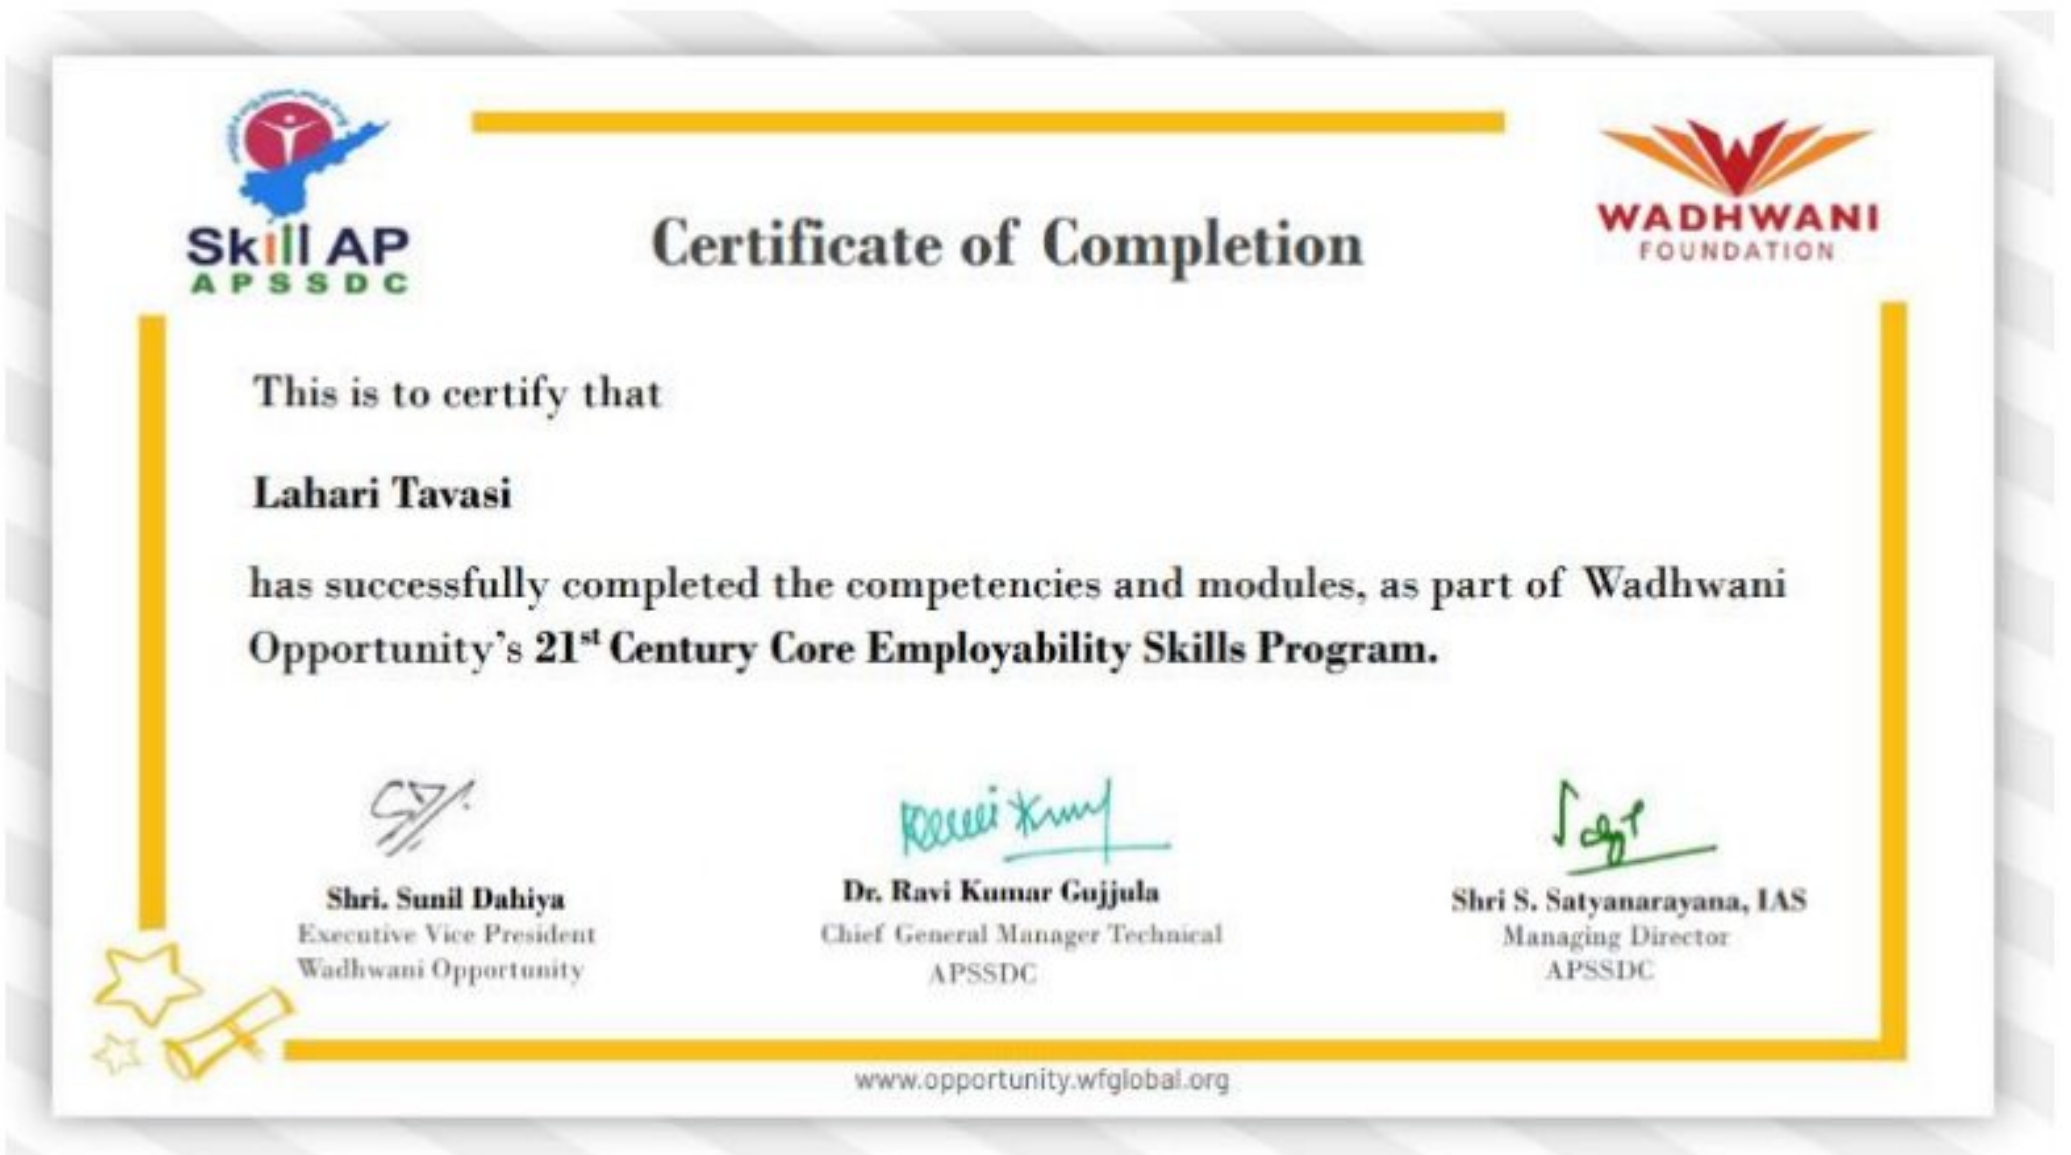 Skill AP
APSSDC
WADHWANI
FOUNDATION
Certificate of Completion
This is to certify that
Lahari Tavasi
has successfully completed the competencies and modules, as part of Wadhwani
Opportunity's 21st Century Core Employability Skills Program.
Shri. Sunil Dahiya
Executive Vice President
Wadhwani Opportunity
Dr. Ravi Kumar Gujjula
Chief General Manager Technical
APSSDC
Shri S. Satyanarayana, IAS
Managing Director
APSSDC
www.opportunity.wfglobal.org